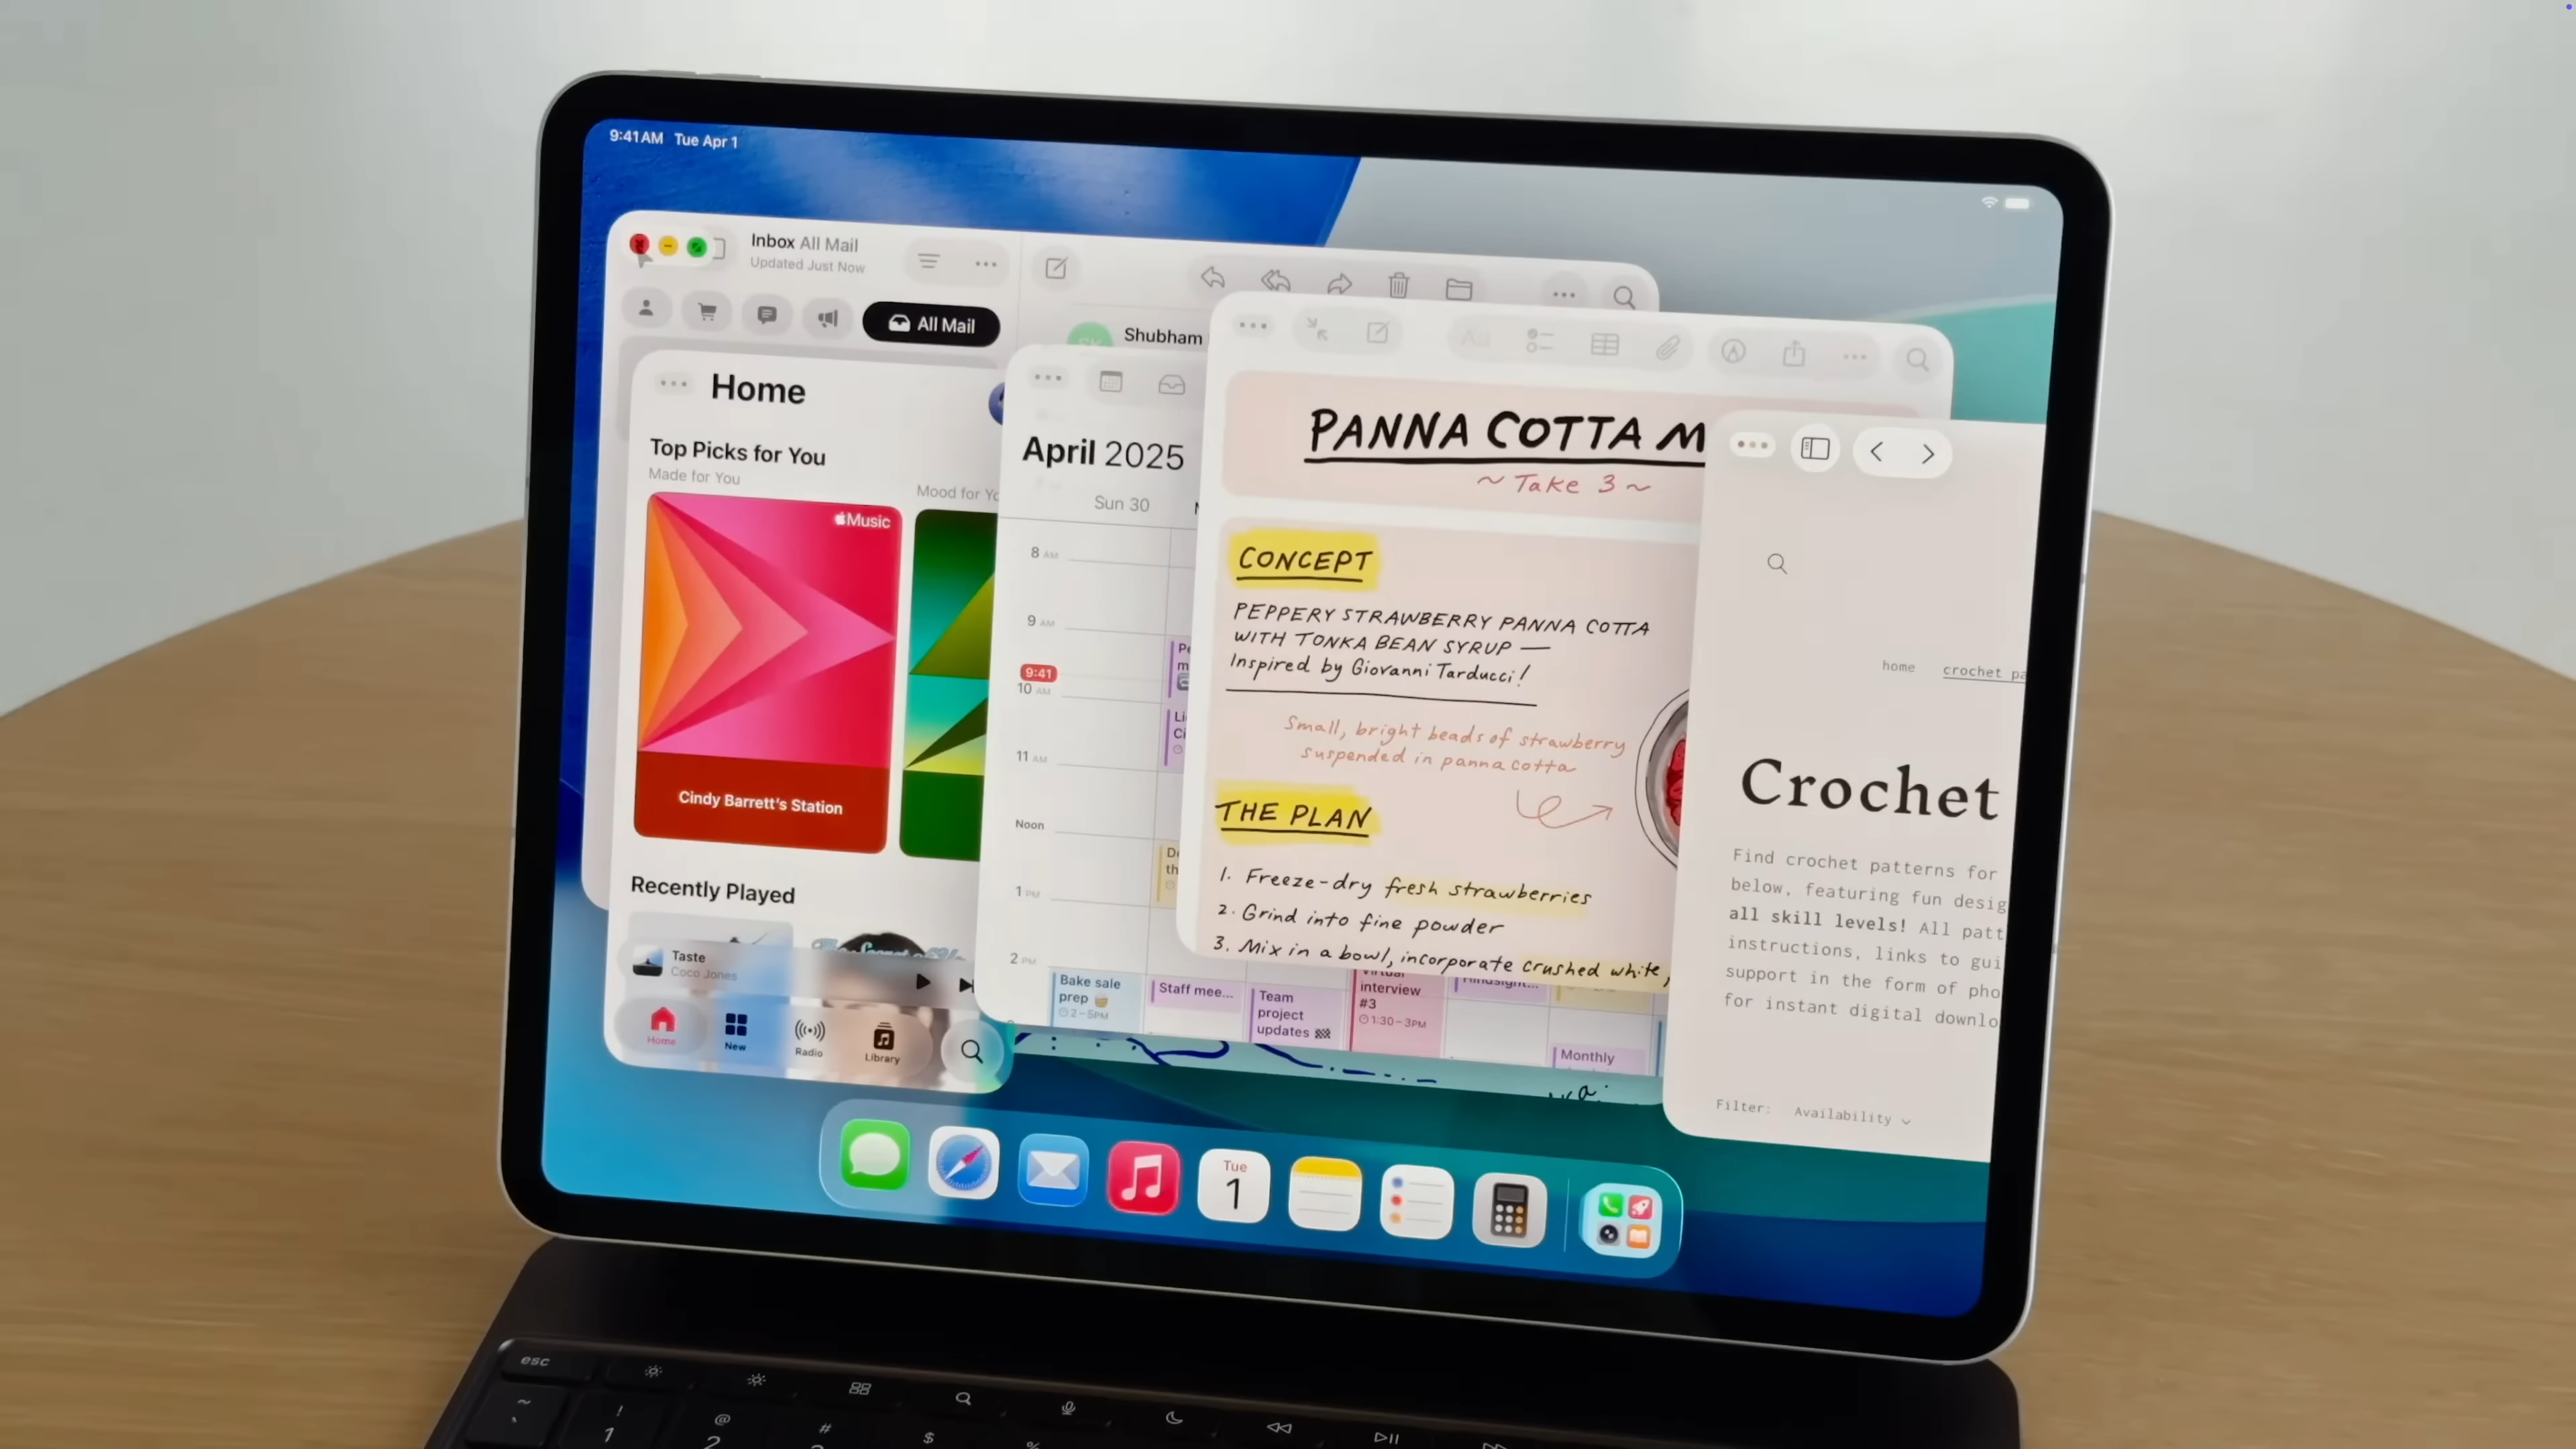 9:41 AM Tue Apr 1
Inbox All Mail
Updated Just Now
All Mail
Shubham
Home
Top Picks for You
Made for You
Mood for Yo
Music
Cindy Barrett's Station
Recently Played
Taste
Coco Jones
Home
New
Radio
Library
April 2025
Sun 30
8 AM
9 AM
9:41
10 AM
11 AM
Noon
1 PM
2 PM
Bake sale
prep
2–5PM
Staff mee...
Team
project
updates
interview
#3
1:30–3PM
Monthly
PANNA COTTA M
~ Take 3 ~
CONCEPT
PEPPERY STRAWBERRY PANNA COTTA
WITH TONKA BEAN SYRUP —
Inspired by Giovanni Tarducci!
Small, bright beads of strawberry
suspended in panna cotta
THE PLAN
1. Freeze-dry fresh strawberries
2. Grind into fine powder
3. Mix in a bowl, incorporate crushed white,
home crochet pa
Crochet
Find crochet patterns for
below, featuring fun desig
all skill levels! All patt
instructions, links to gui
support in the form of pho
for instant digital downlo
Filter: Availability
Tue
1
esc
~
!
1
@
2
#
$
%